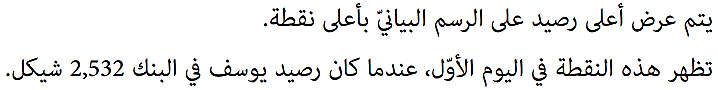 يتم عرض أعلى رصيد على الرسم البيانيّ بأعلى نقطة.
تظهر هذه النقطة في اليوم الأوّل، عندما كان رصيد يوسف في البنك 2,532 شيكل.